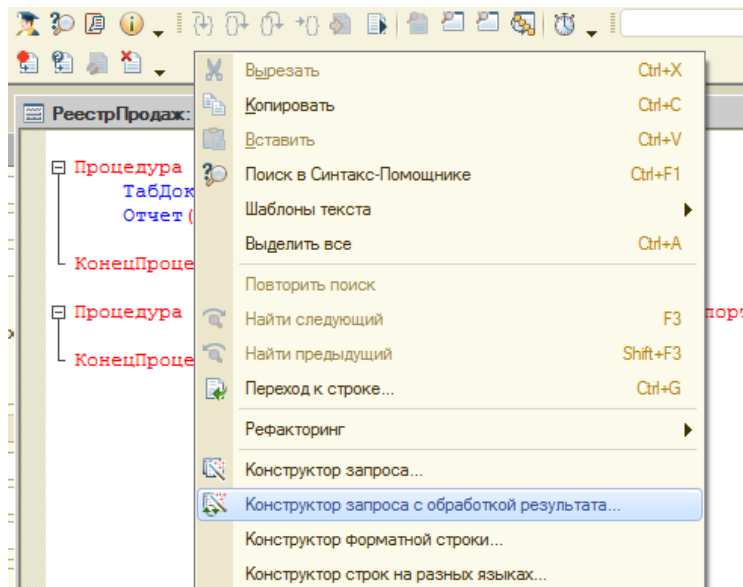 РеестрПродаж:
Процедура
ТабДок
Отчет(
КонецПроце
Процедура
порт
КонецПроце
Вырезать Ctrl+X
Копировать Ctrl+C
Вставить Ctrl+V
Поиск в Синтакс-Помощнике Ctrl+F1
Шаблоны текста
Выделить все Ctrl+A
Повторить поиск
Найти следующий F3
Найти предыдущий Shift+F3
Переход к строке... Ctrl+G
Рефакторинг
Конструктор запроса...
Конструктор запроса с обработкой результата...
Конструктор форматной строки...
Конструктор строк на разных языках...